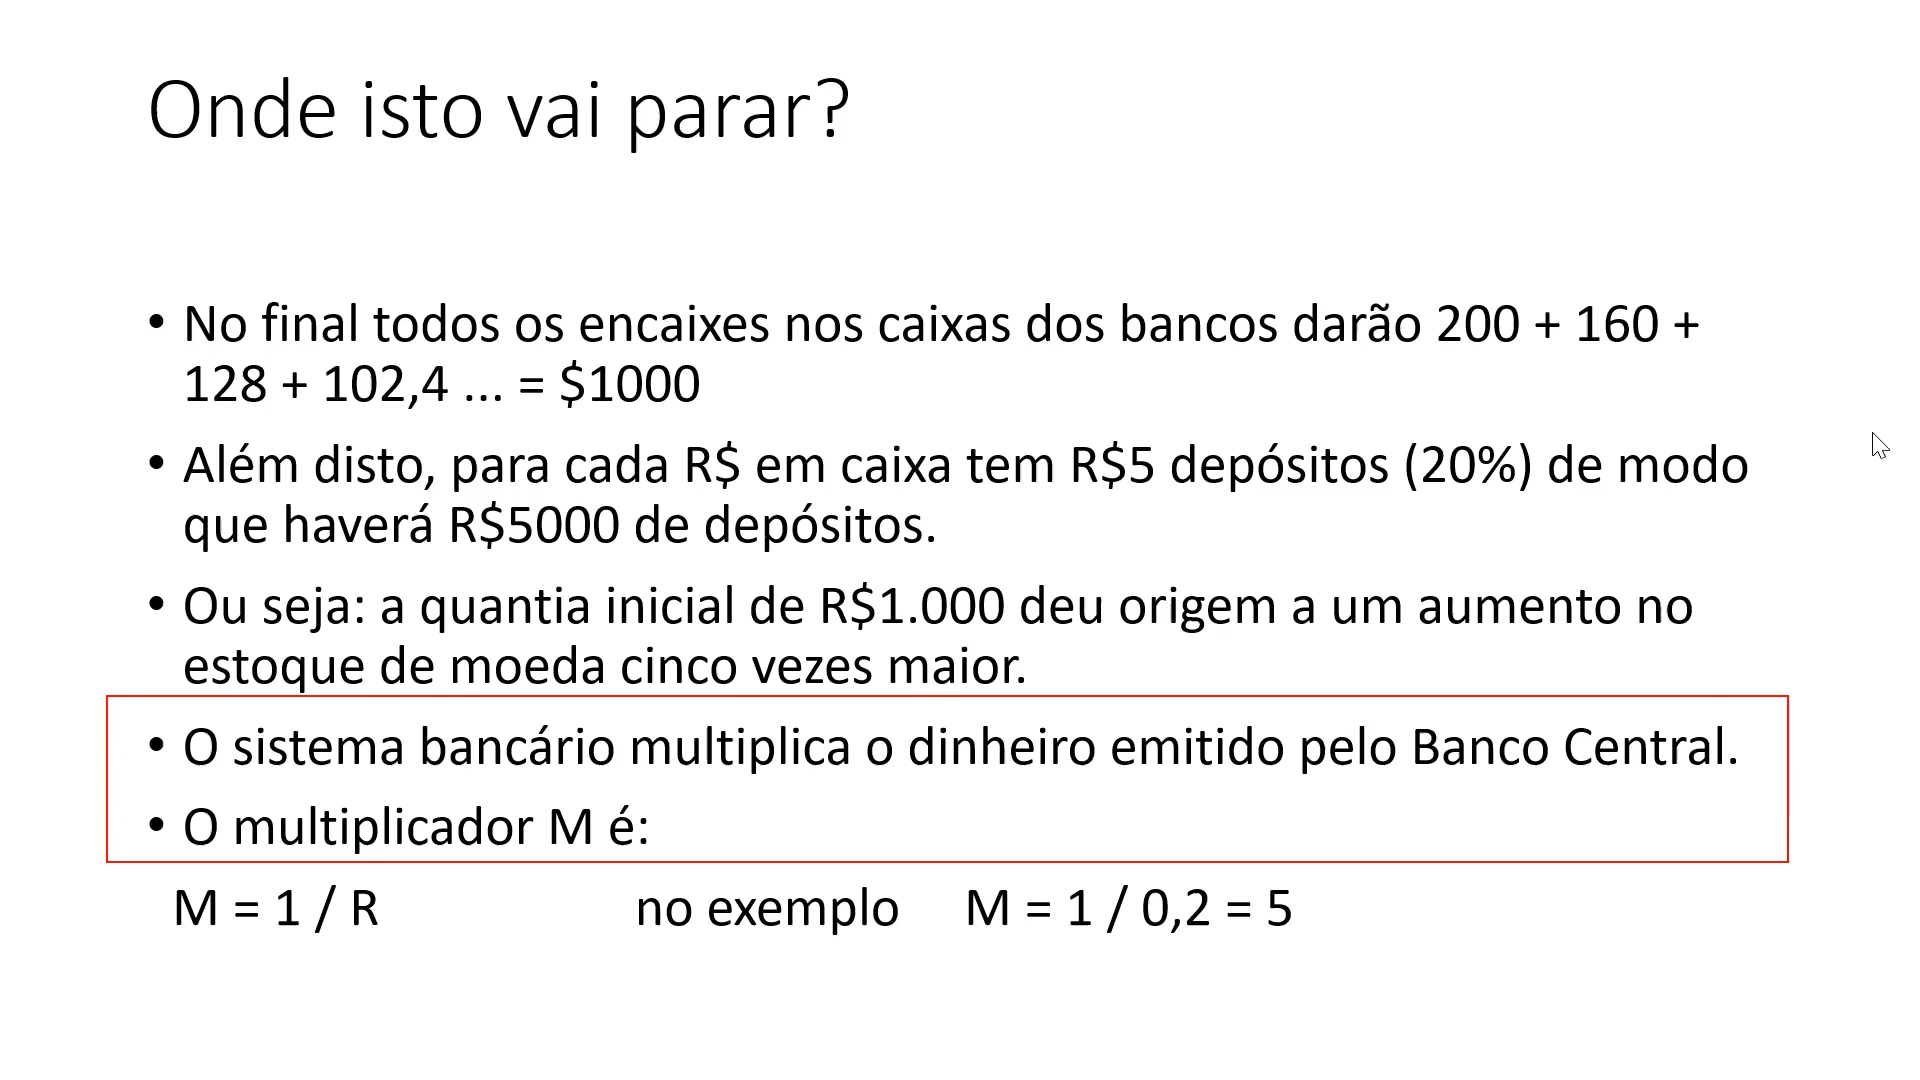 Onde isto vai parar?
• No final todos os encaixes nos caixas dos bancos darão 200 + 160 +
128 + 102,4 ... = $1000
• Além disto, para cada R$ em caixa tem R$5 depósitos (20%) de modo
que haverá R$5000 de depósitos.
• Ou seja: a quantia inicial de R$1.000 deu origem a um aumento no
estoque de moeda cinco vezes maior.
• O sistema bancário multiplica o dinheiro emitido pelo Banco Central.
• O multiplicador M é:
M = 1 / R no exemplo M = 1 / 0,2 = 5